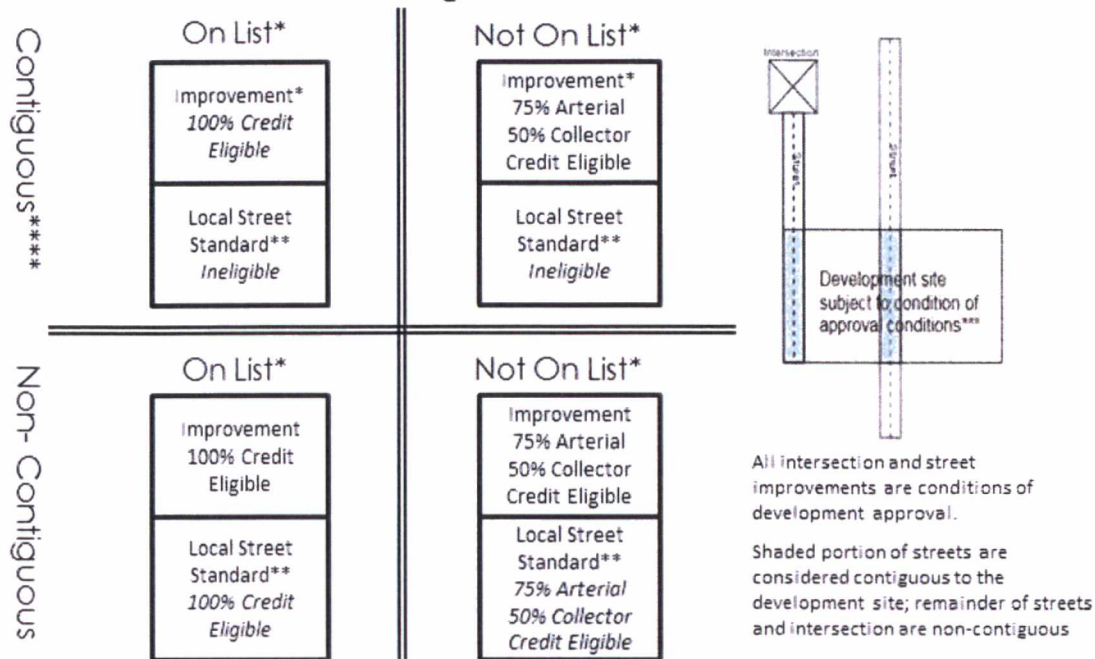 Contiguous****
On List*
Improvement*
100% Credit
Eligible
Local Street
Standard**
Ineligible
Not On List*
Improvement*
75% Arterial
50% Collector
Credit Eligible
Local Street
Standard**
Ineligible
Non- Contiguous
On List*
Improvement
100% Credit
Eligible
Local Street
Standard**
100% Credit
Eligible
Not On List*
Improvement
75% Arterial
50% Collector
Credit Eligible
Local Street
Standard**
75% Arterial
50% Collector
Credit Eligible
Intersection
Street
Street
Development site
subject to condition of
approval conditions***
All intersection and street
improvements are conditions of
development approval.
Shaded portion of streets are
considered contiguous to the
development site; remainder of streets
and intersection are non-contiguous